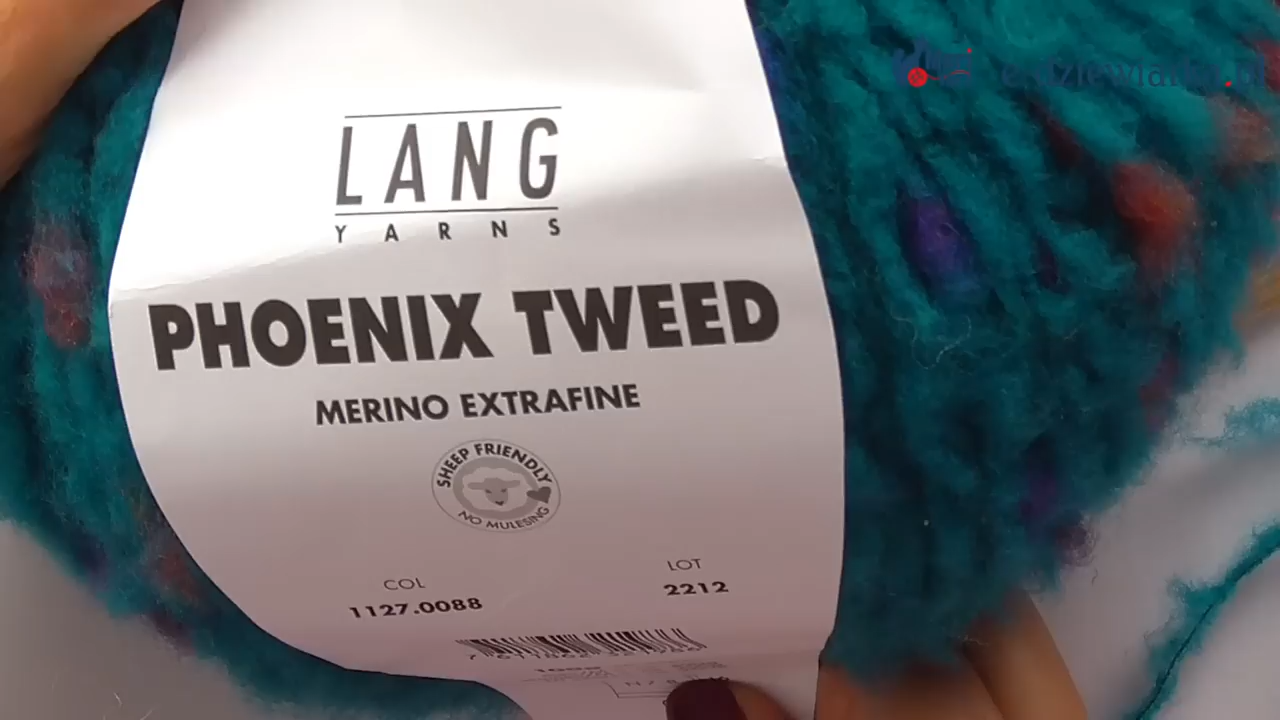 LANG
YARNS
PHOENIX TWEED
MERINO EXTRAFINE
SHEEP FRIENDLY
NO MULESING
COL
1127.0088
LOT
2212